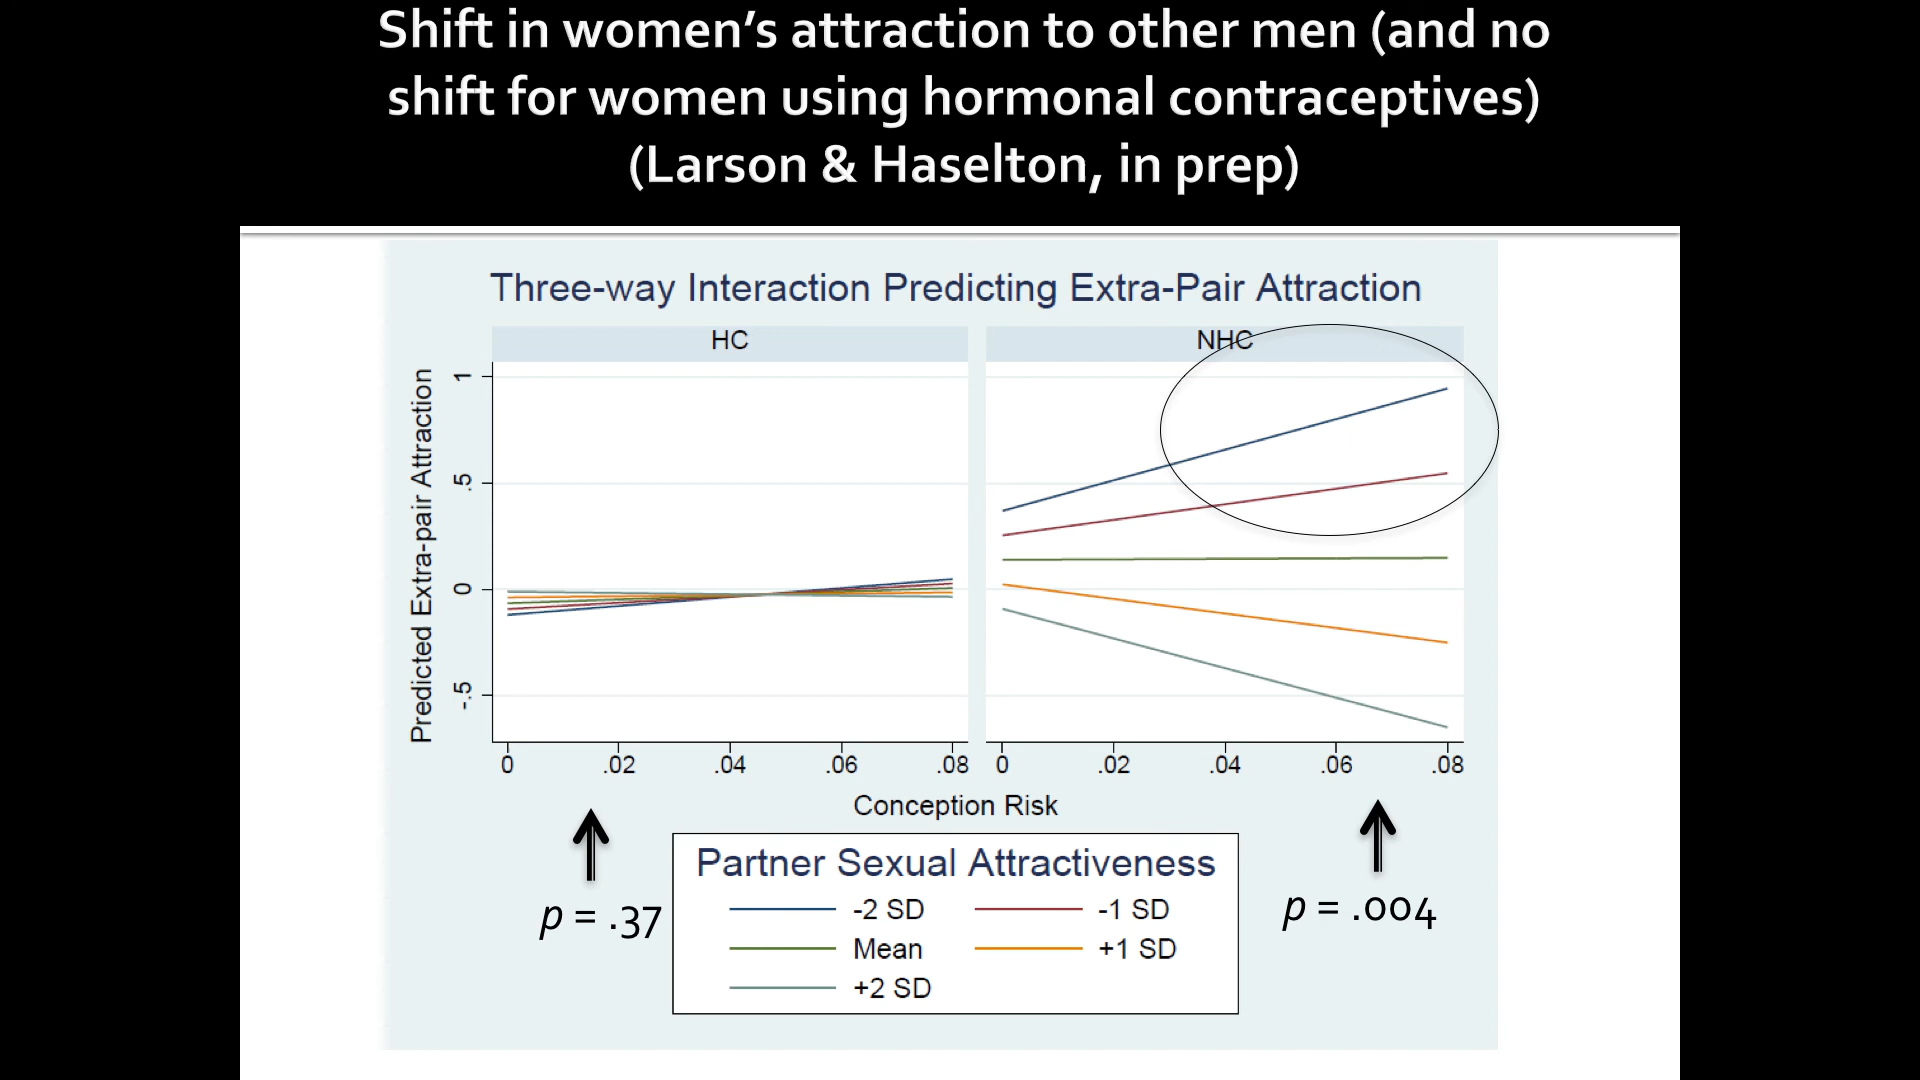 Shift in women’s attraction to other men (and no
shift for women using hormonal contraceptives)
(Larson & Haselton, in prep)
Three-way Interaction Predicting Extra-Pair Attraction
HC
NHC
Predicted Extra-pair Attraction
1
.5
0
-.5
0 .02 .04 .06 .08
0 .02 .04 .06 .08
Conception Risk
p = .37
p = .004
Partner Sexual Attractiveness
-2 SD -1 SD
Mean +1 SD
+2 SD